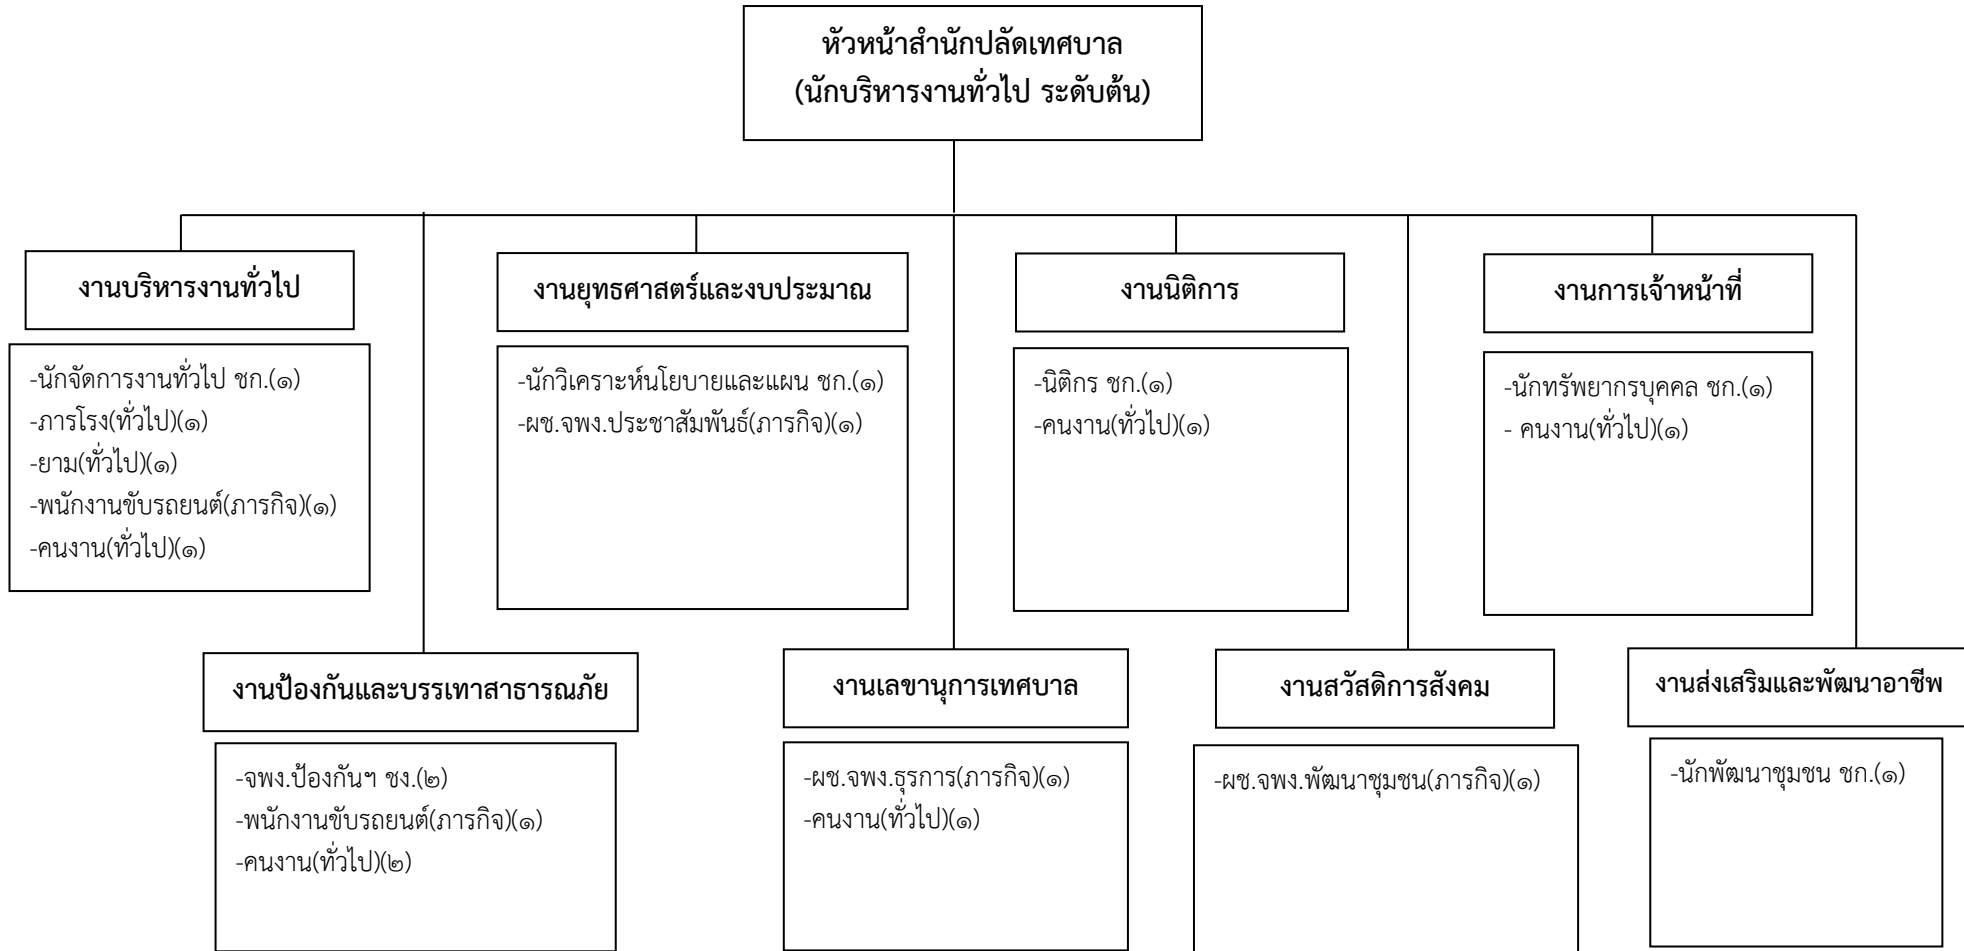 หัวหน้าสำนักปลัดเทศบาล
(นักบริหารงานทั่วไป ระดับต้น)
งานบริหารงานทั่วไป
-นักจัดการงานทั่วไป ชก.(๑)
-ภารโรง(ทั่วไป)(๑)
-ยาม(ทั่วไป)(๑)
-พนักงานขับรถยนต์(ภารกิจ)(๑)
-คนงาน(ทั่วไป)(๑)
งานยุทธศาสตร์และงบประมาณ
-นักวิเคราะห์นโยบายและแผน ชก.(๑)
-ผช.จพง.ประชาสัมพันธ์(ภารกิจ)(๑)
งานนิติการ
-นิติกร ชก.(๑)
-คนงาน(ทั่วไป)(๑)
งานการเจ้าหน้าที่
-นักทรัพยากรบุคคล ชก.(๑)
- คนงาน(ทั่วไป)(๑)
งานป้องกันและบรรเทาสาธารณภัย
-จพง.ป้องกันฯ ชง.(๒)
-พนักงานขับรถยนต์(ภารกิจ)(๑)
-คนงาน(ทั่วไป)(๒)
งานเลขานุการเทศบาล
-ผช.จพง.ธุรการ(ภารกิจ)(๑)
-คนงาน(ทั่วไป)(๑)
งานสวัสดิการสังคม
-ผช.จพง.พัฒนาชุมชน(ภารกิจ)(๑)
งานส่งเสริมและพัฒนาอาชีพ
-นักพัฒนาชุมชน ชก.(๑)